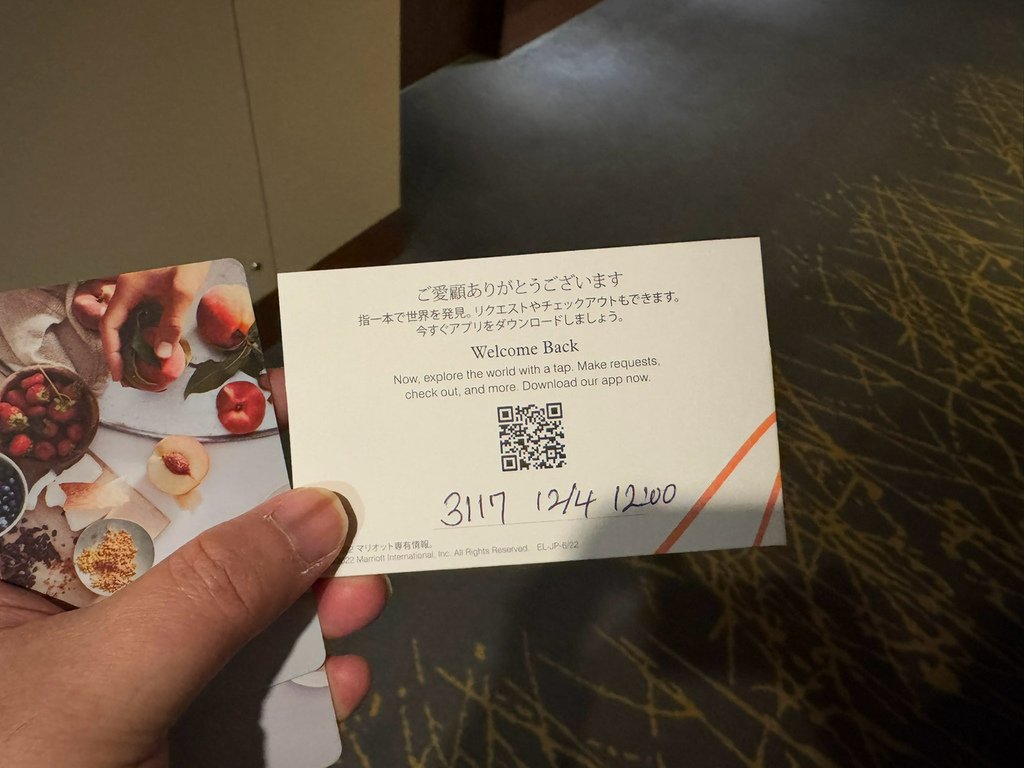 ご愛顧ありがとうございます
指一本で世界を発見。リクエストやチェックアウトもできます。
今すぐアプリをダウンロードしましょう。
Welcome Back
Now, explore the world with a tap. Make requests,
check out, and more. Download our app now.
3117 12/4 12:00
マリオット専有情報。
Marriott International, Inc. All Rights Reserved. EL-JP-6/22